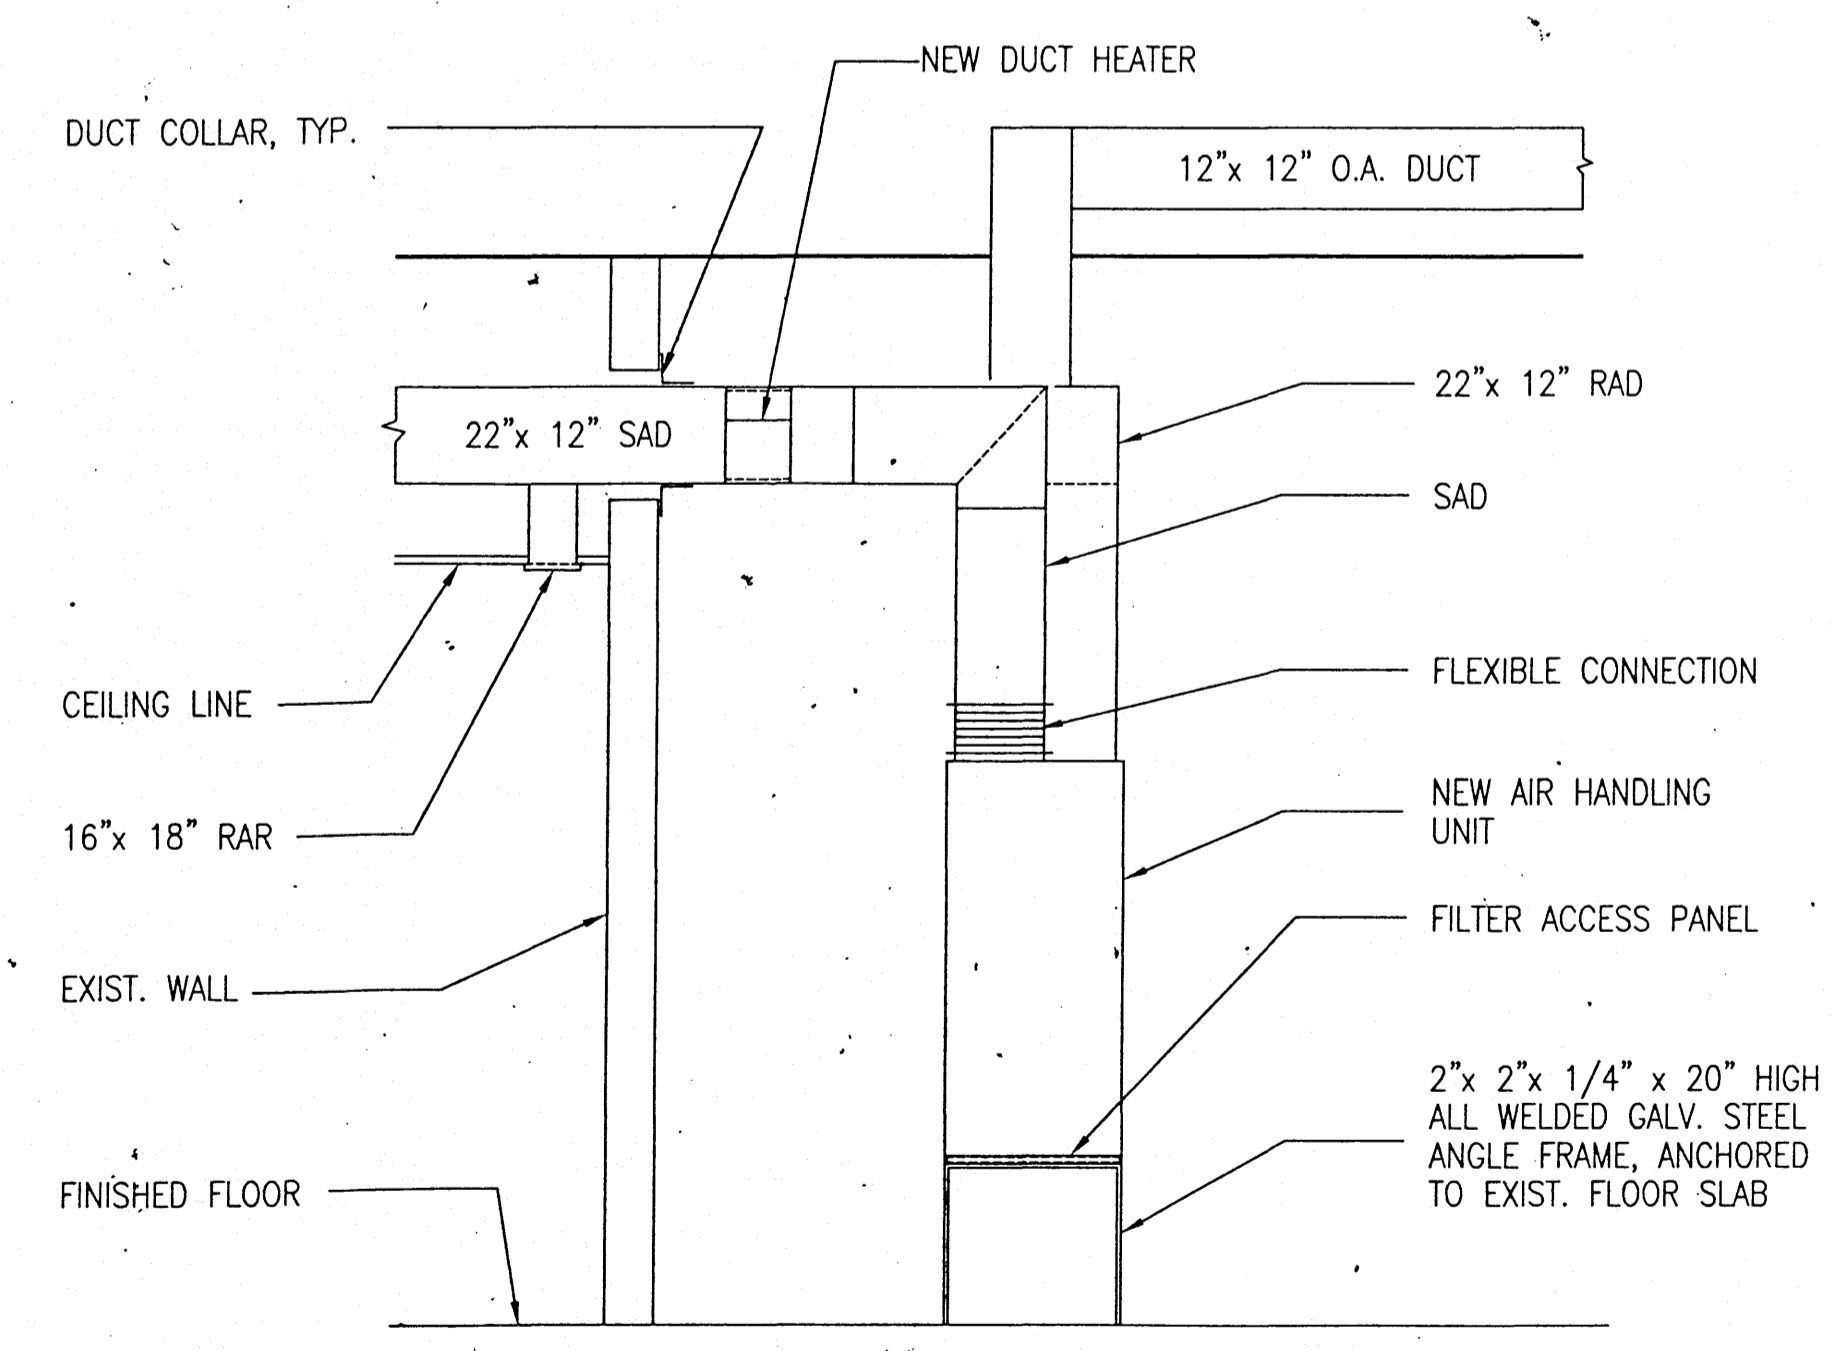 NEW DUCT HEATER
DUCT COLLAR, TYP.
12"x 12" O.A. DUCT
22"x 12" RAD
22"x 12" SAD
SAD
FLEXIBLE CONNECTION
CEILING LINE
NEW AIR HANDLING
UNIT
16"x 18" RAR
FILTER ACCESS PANEL
EXIST. WALL
2"x 2"x 1/4" x 20" HIGH
ALL WELDED GALV. STEEL
ANGLE FRAME, ANCHORED
TO EXIST. FLOOR SLAB
FINISHED FLOOR